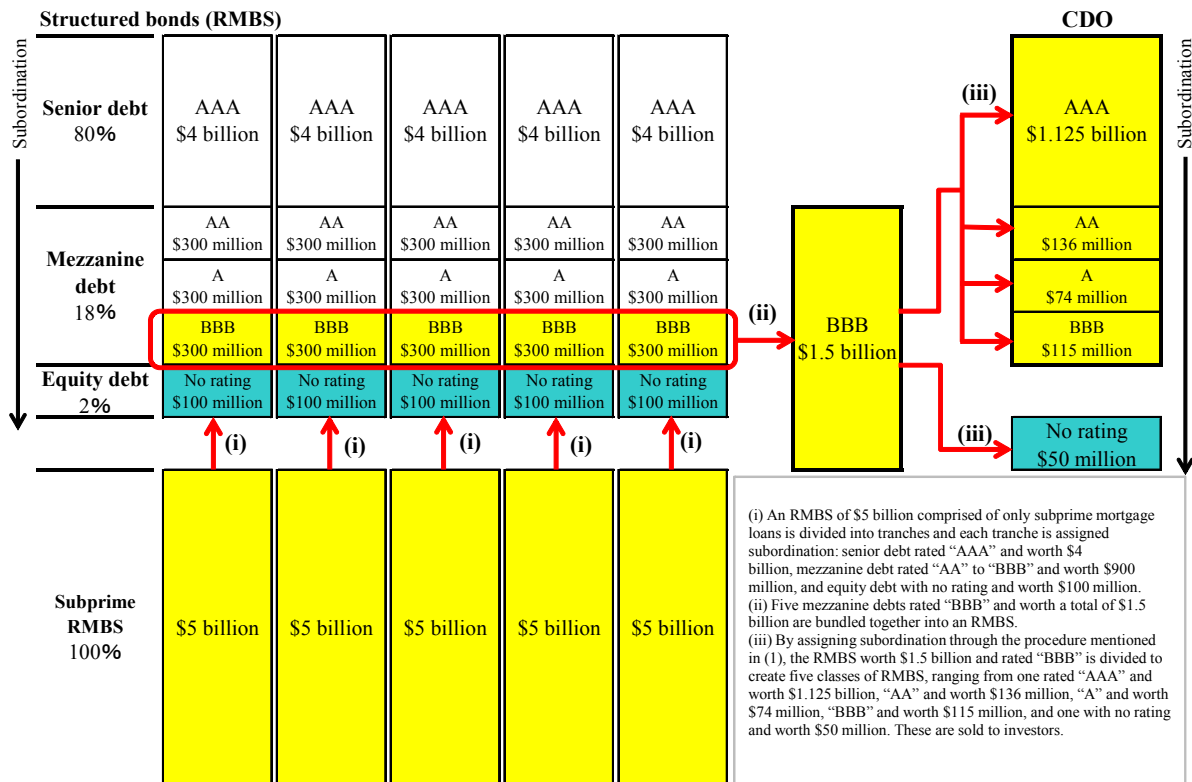 Structured bonds (RMBS)
CDO
Subordination
Senior debt
80%
AAA
$4 billion
AAA
$4 billion
AAA
$4 billion
AAA
$4 billion
AAA
$4 billion
Mezzanine
debt
18%
AA
$300 million
AA
$300 million
AA
$300 million
AA
$300 million
AA
$300 million
A
$300 million
A
$300 million
A
$300 million
A
$300 million
A
$300 million
BBB
$300 million
BBB
$300 million
BBB
$300 million
BBB
$300 million
BBB
$300 million
Equity debt
2%
No rating
$100 million
No rating
$100 million
No rating
$100 million
No rating
$100 million
No rating
$100 million
(i)
(i)
(i)
(i)
(i)
Subprime
RMBS
100%
$5 billion
$5 billion
$5 billion
$5 billion
$5 billion
(ii)
BBB
$1.5 billion
(iii)
AAA
$1.125 billion
AA
$136 million
A
$74 million
BBB
$115 million
(iii)
No rating
$50 million
Subordination
(i) An RMBS of $5 billion comprised of only subprime mortgage
loans is divided into tranches and each tranche is assigned
subordination: senior debt rated “AAA” and worth $4
billion, mezzanine debt rated “AA” to “BBB” and worth $900
million, and equity debt with no rating and worth $100 million.
(ii) Five mezzanine debts rated “BBB” and worth a total of $1.5
billion are bundled together into an RMBS.
(iii) By assigning subordination through the procedure mentioned
in (1), the RMBS worth $1.5 billion and rated “BBB” is divided to
create five classes of RMBS, ranging from one rated “AAA” and
worth $1.125 billion, “AA” and worth $136 million, “A” and worth
$74 million, “BBB” and worth $115 million, and one with no rating
and worth $50 million. These are sold to investors.